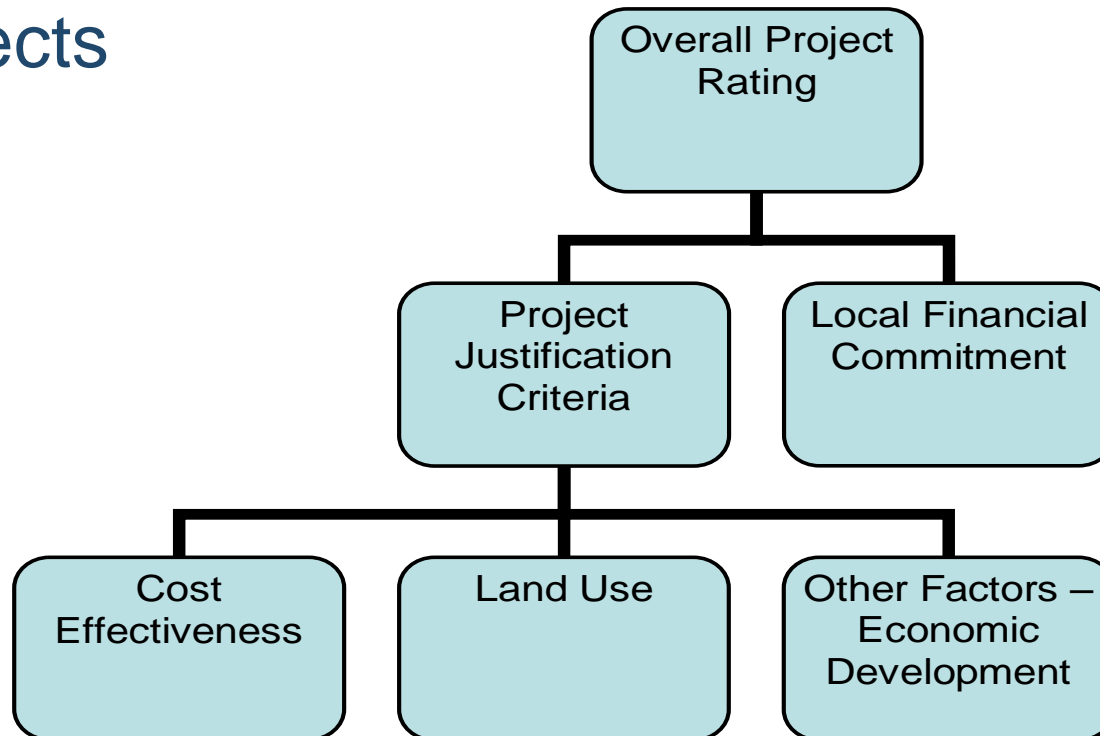 ects
Overall Project
Rating
Project
Justification
Criteria
Local Financial
Commitment
Cost
Effectiveness
Land Use
Other Factors –
Economic
Development